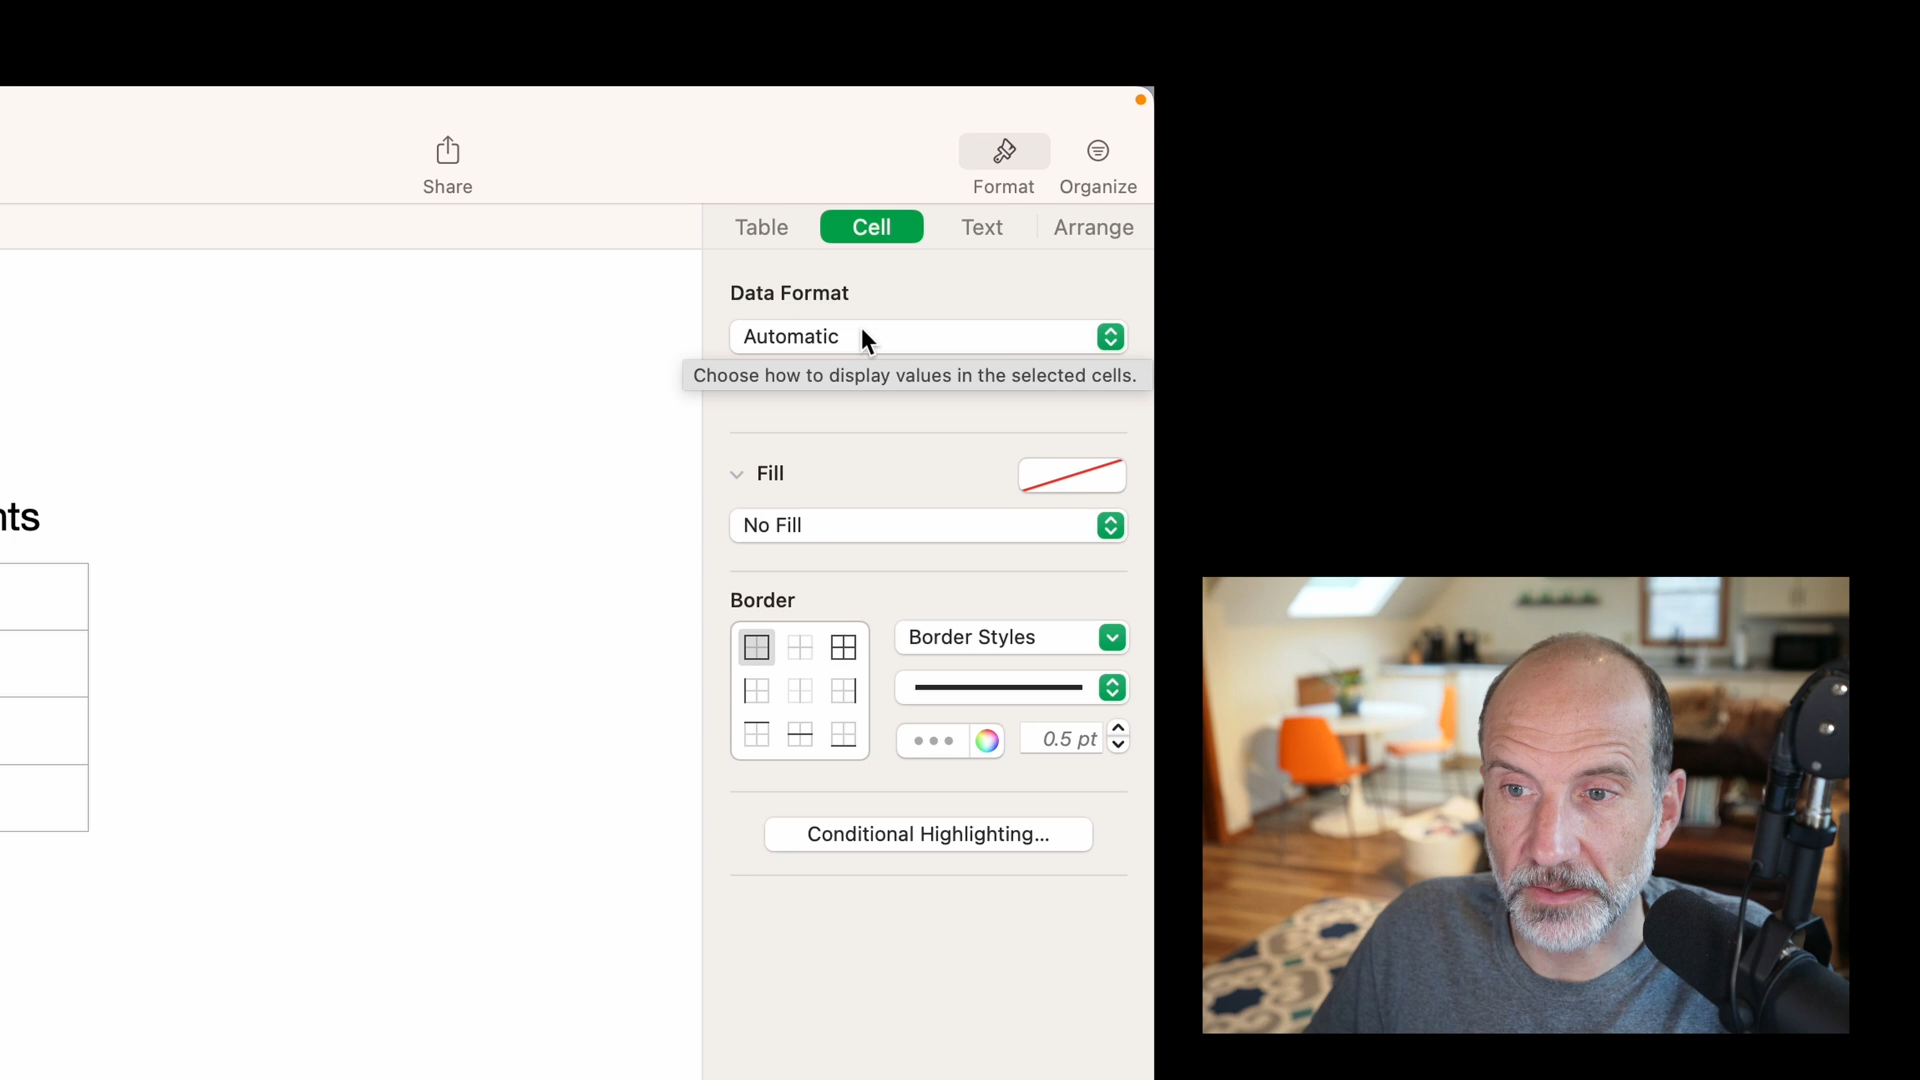 Share
Format
Organize
Table
Cell
Text
Arrange
Data Format
Automatic
Choose how to display values in the selected cells.
Fill
No Fill
nts
Border
Border Styles
0.5 pt
Conditional Highlighting...